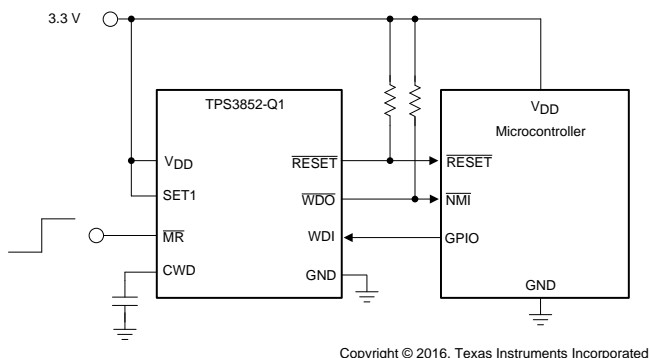 3.3 V
TPS3852-Q1
VDD
SET1
MR
CWD
RESET
WDO
WDI
GND
VDD
Microcontroller
RESET
NMI
GPIO
GND
Copyright © 2016, Texas Instruments Incorporated